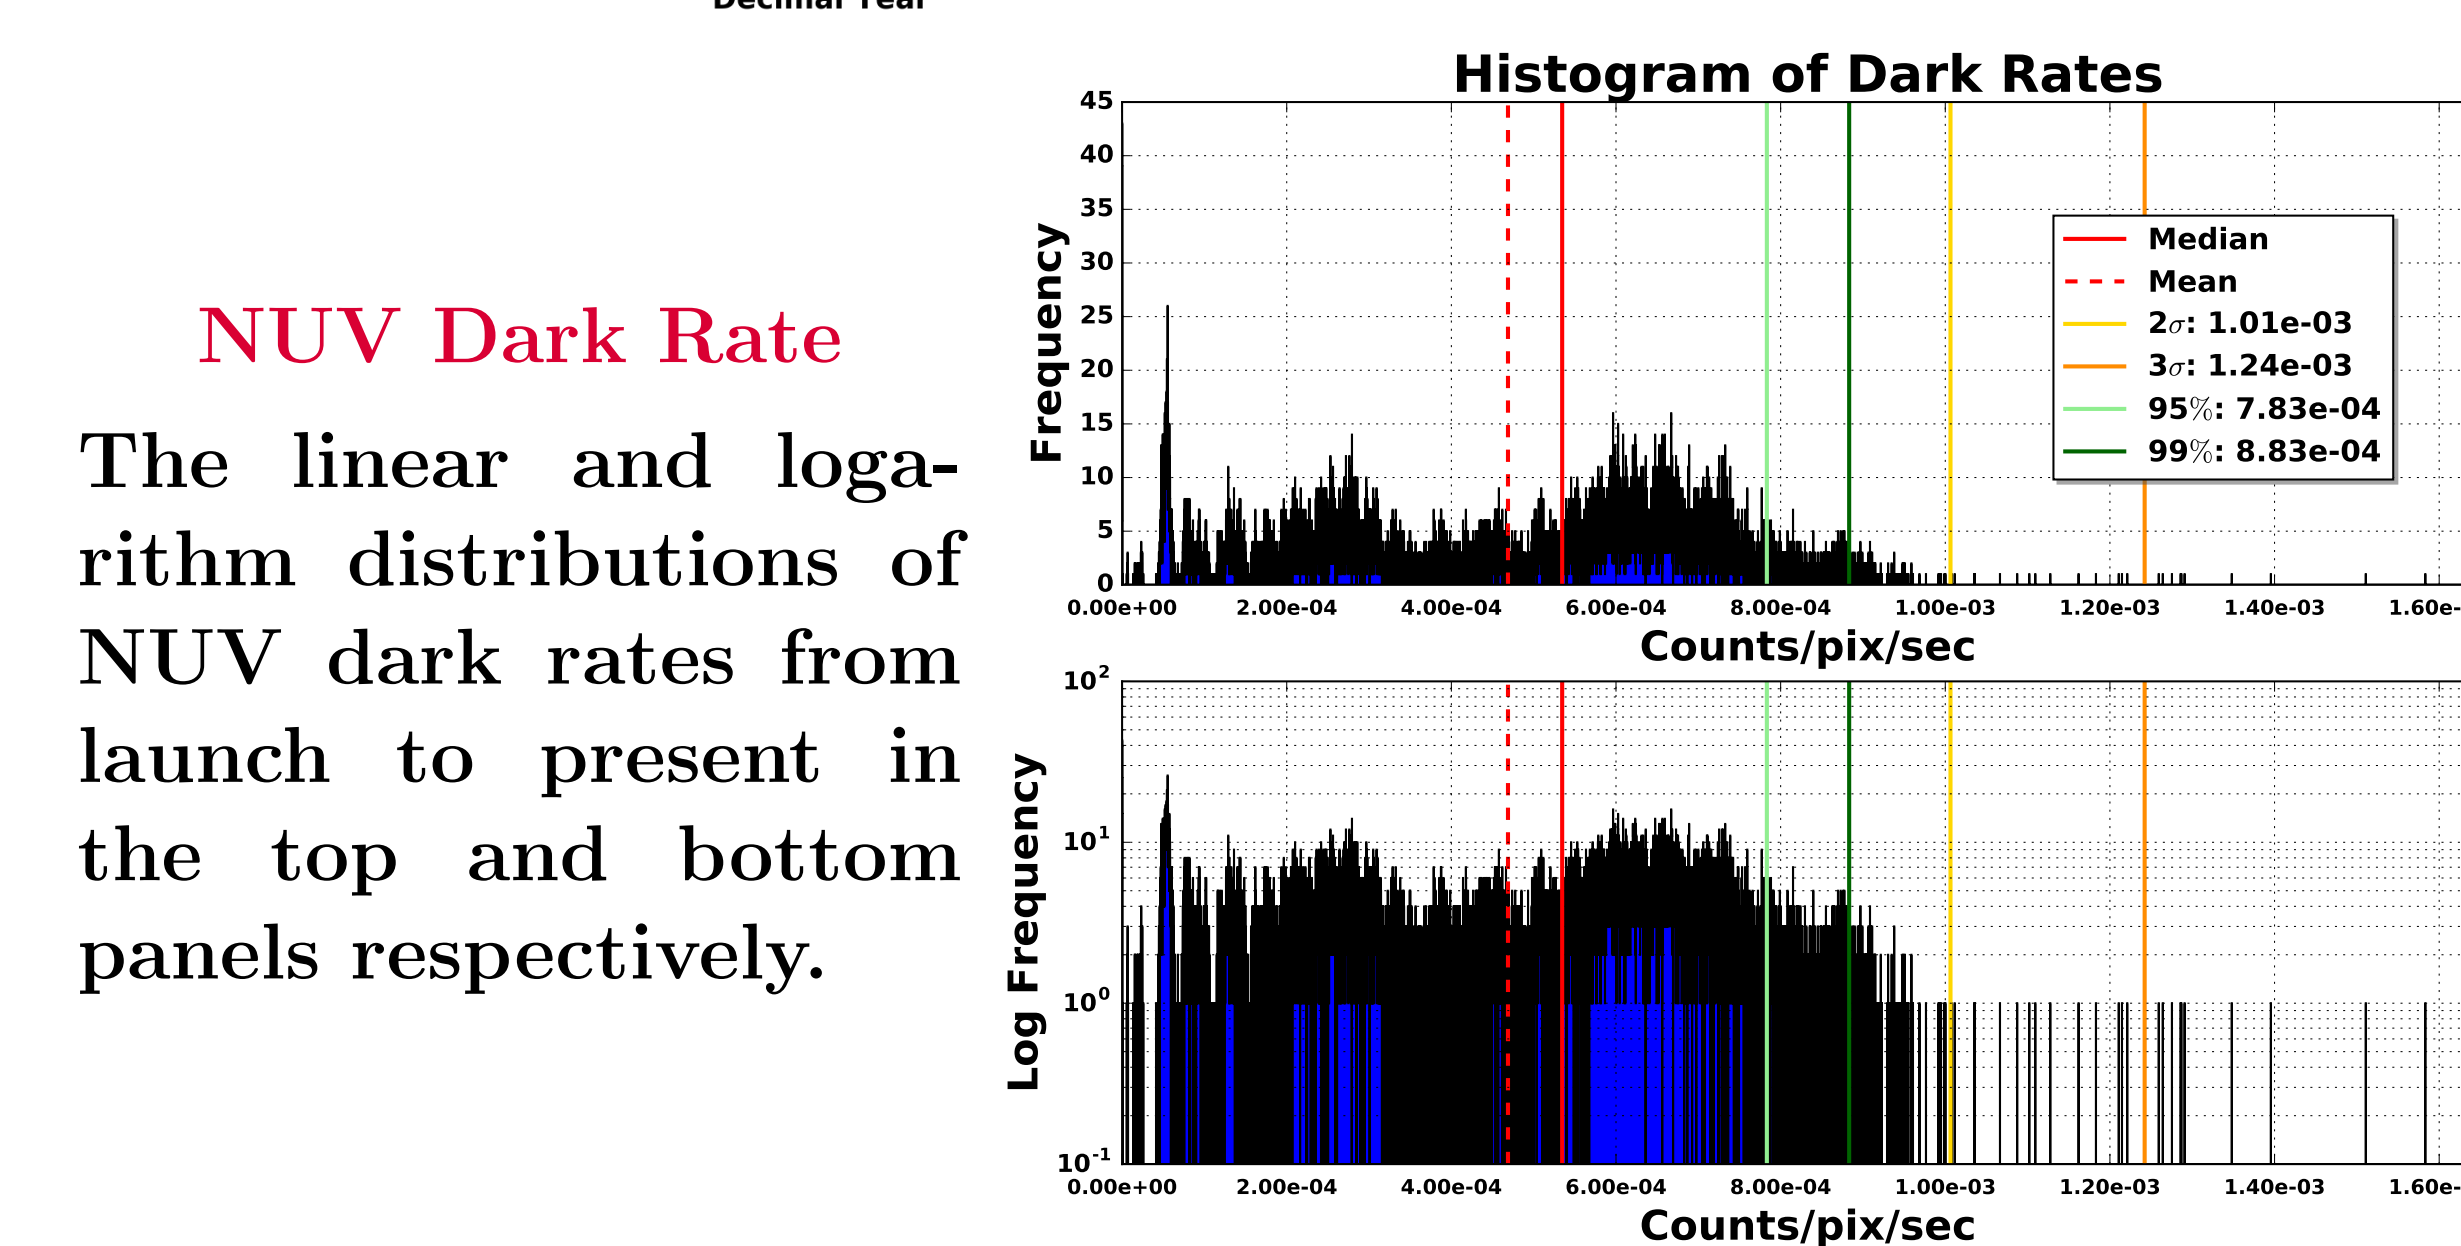 Decimal Year
NUV Dark Rate
The linear and loga-
rithm distributions of
NUV dark rates from
launch to present in
the top and bottom
panels respectively.
Histogram of Dark Rates
45
40
35
30
25
20
15
10
5
0
Frequency
Median
Mean
2σ: 1.01e-03
3σ: 1.24e-03
95%: 7.83e-04
99%: 8.83e-04
0.00e+00 2.00e-04 4.00e-04 6.00e-04 8.00e-04 1.00e-03 1.20e-03 1.40e-03 1.60e-
Counts/pix/sec
10²
10¹
10⁰
10⁻¹
Log Frequency
0.00e+00 2.00e-04 4.00e-04 6.00e-04 8.00e-04 1.00e-03 1.20e-03 1.40e-03 1.60e-
Counts/pix/sec